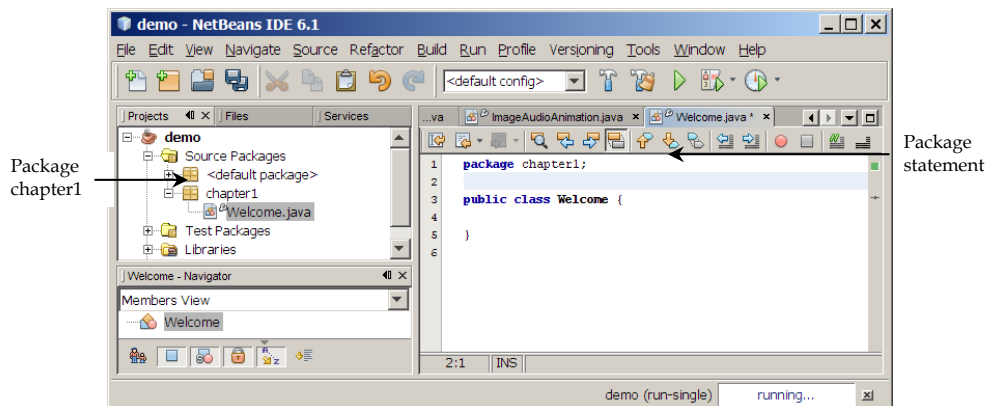 demo - NetBeans IDE 6.1
File Edit View Navigate Source Refactor Build Run Profile Versioning Tools Window Help
<default config>
Projects Files Services
...va ImageAudioAnimation.java Welcome.java *
demo
Source Packages
<default package>
chapter1
Welcome.java
Test Packages
Libraries
Package
chapter1
1 package chapter1;
2
3 public class Welcome {
4
5 }
6
Package
statement
Welcome - Navigator
Members View
Welcome
2:1 INS
demo (run-single) running...